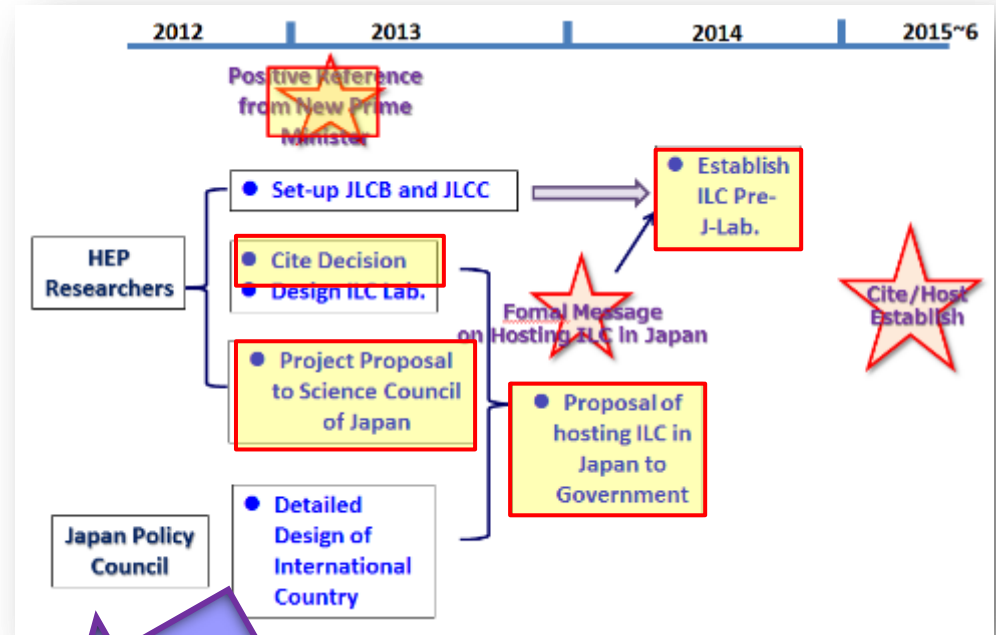 2012 2013 2014 2015~6
Positive Reference
from New Prime
Minister
● Set-up JLCB and JLCC
● Establish
ILC Pre-
J-Lab.
HEP
Researchers
● Cite Decision
● Design ILC Lab.
Fomal Message
on Hosting ILC in Japan
Cite/Host
Establish
● Project Proposal
to Science Council
of Japan
● Proposal of
hosting ILC in
Japan to
Government
Japan Policy
Council
● Detailed
Design of
International
Country